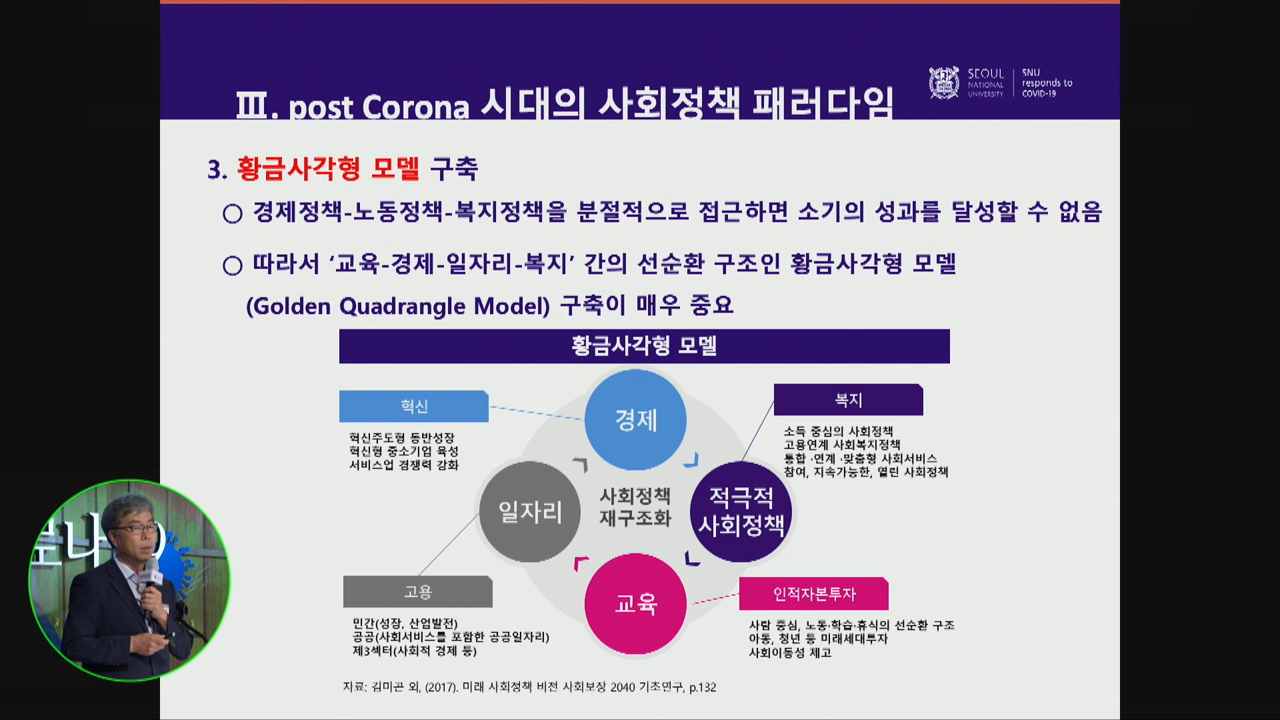 Ⅲ. post Corona 시대의 사회정책 패러다임
SEOUL
NATIONAL
UNIVERSITY
SNU
responds to
COVID-19
3. 황금사각형 모델 구축
○ 경제정책-노동정책-복지정책을 분절적으로 접근하면 소기의 성과를 달성할 수 없음
○ 따라서 ‘교육-경제-일자리-복지’ 간의 선순환 구조인 황금사각형 모델
(Golden Quadrangle Model) 구축이 매우 중요
황금사각형 모델
혁신
혁신주도형 동반성장
혁신형 중소기업 육성
서비스업 경쟁력 강화
경제
복지
소득 중심의 사회정책
고용연계 사회복지정책
통합 ·연계 ·맞춤형 사회서비스
참여, 지속가능한, 열린 사회정책
일자리
사회정책
재구조화
적극적
사회정책
고용
민간(성장, 산업발전)
공공(사회서비스를 포함한 공공일자리)
제3섹터(사회적 경제 등)
교육
인적자본투자
사람 중심, 노동·학습·휴식의 선순환 구조
아동, 청년 등 미래세대투자
사회이동성 제고
자료: 김미곤 외, (2017). 미래 사회정책 비전 사회보장 2040 기초연구, p.132